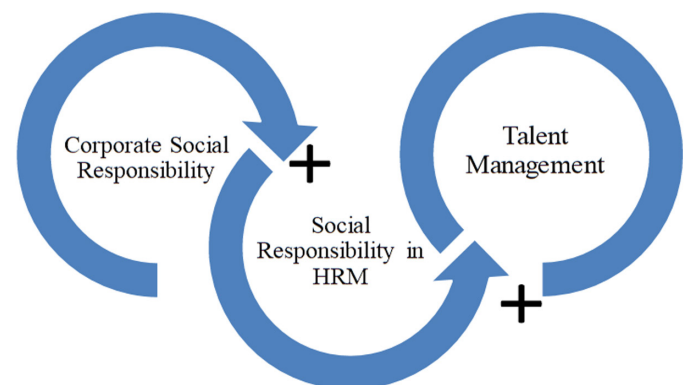 Corporate Social
Responsibility
+
Social
Responsibility in
HRM
+
Talent
Management